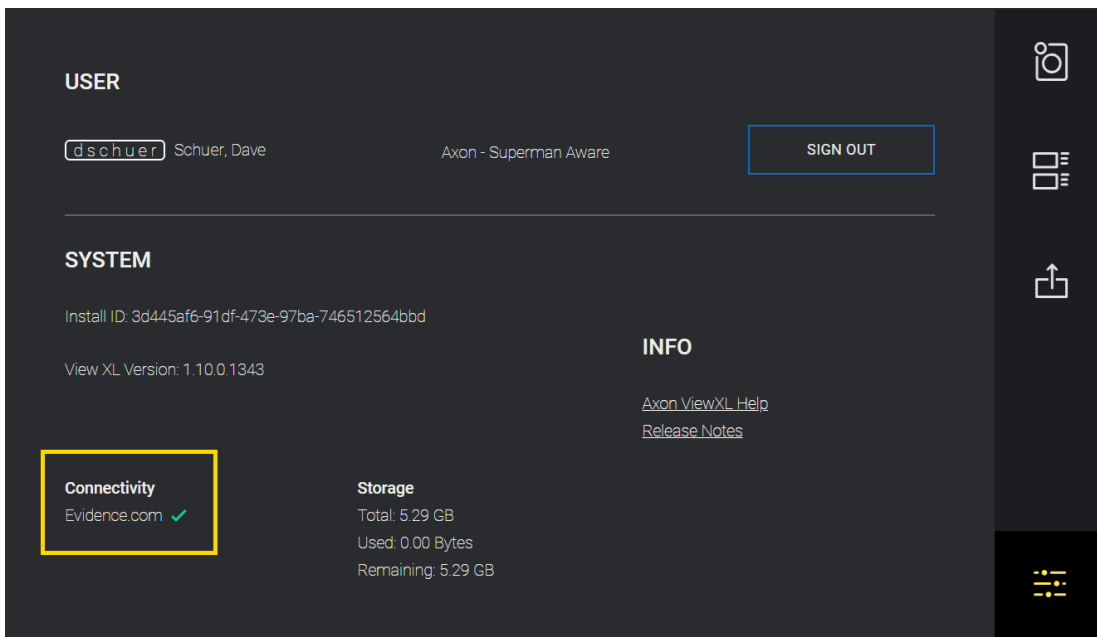 USER
dschuer Schuer, Dave
Axon - Superman Aware
SIGN OUT
SYSTEM
Install ID: 3d445af6-91df-473e-97ba-746512564bbd
View XL Version: 1.10.0.1343
INFO
Axon ViewXL Help
Release Notes
Connectivity
Evidence.com
Storage
Total: 5.29 GB
Used: 0.00 Bytes
Remaining: 5.29 GB